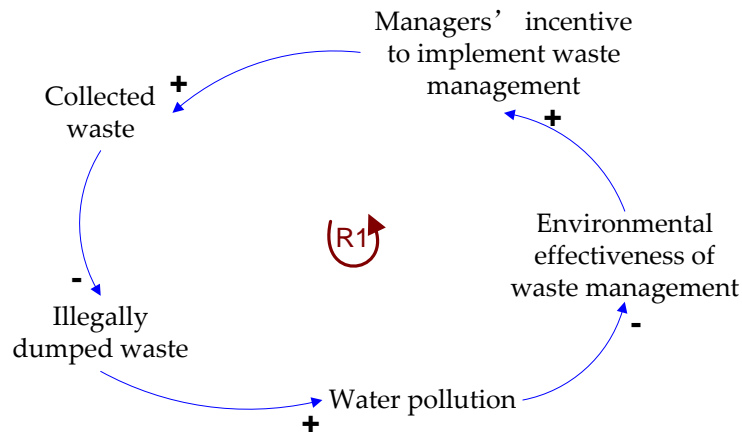 Managers’ incentive
to implement waste
management
+
Collected
waste
+
Environmental
effectiveness of
waste management
R1
-
Illegally
dumped waste
-
Water pollution
+